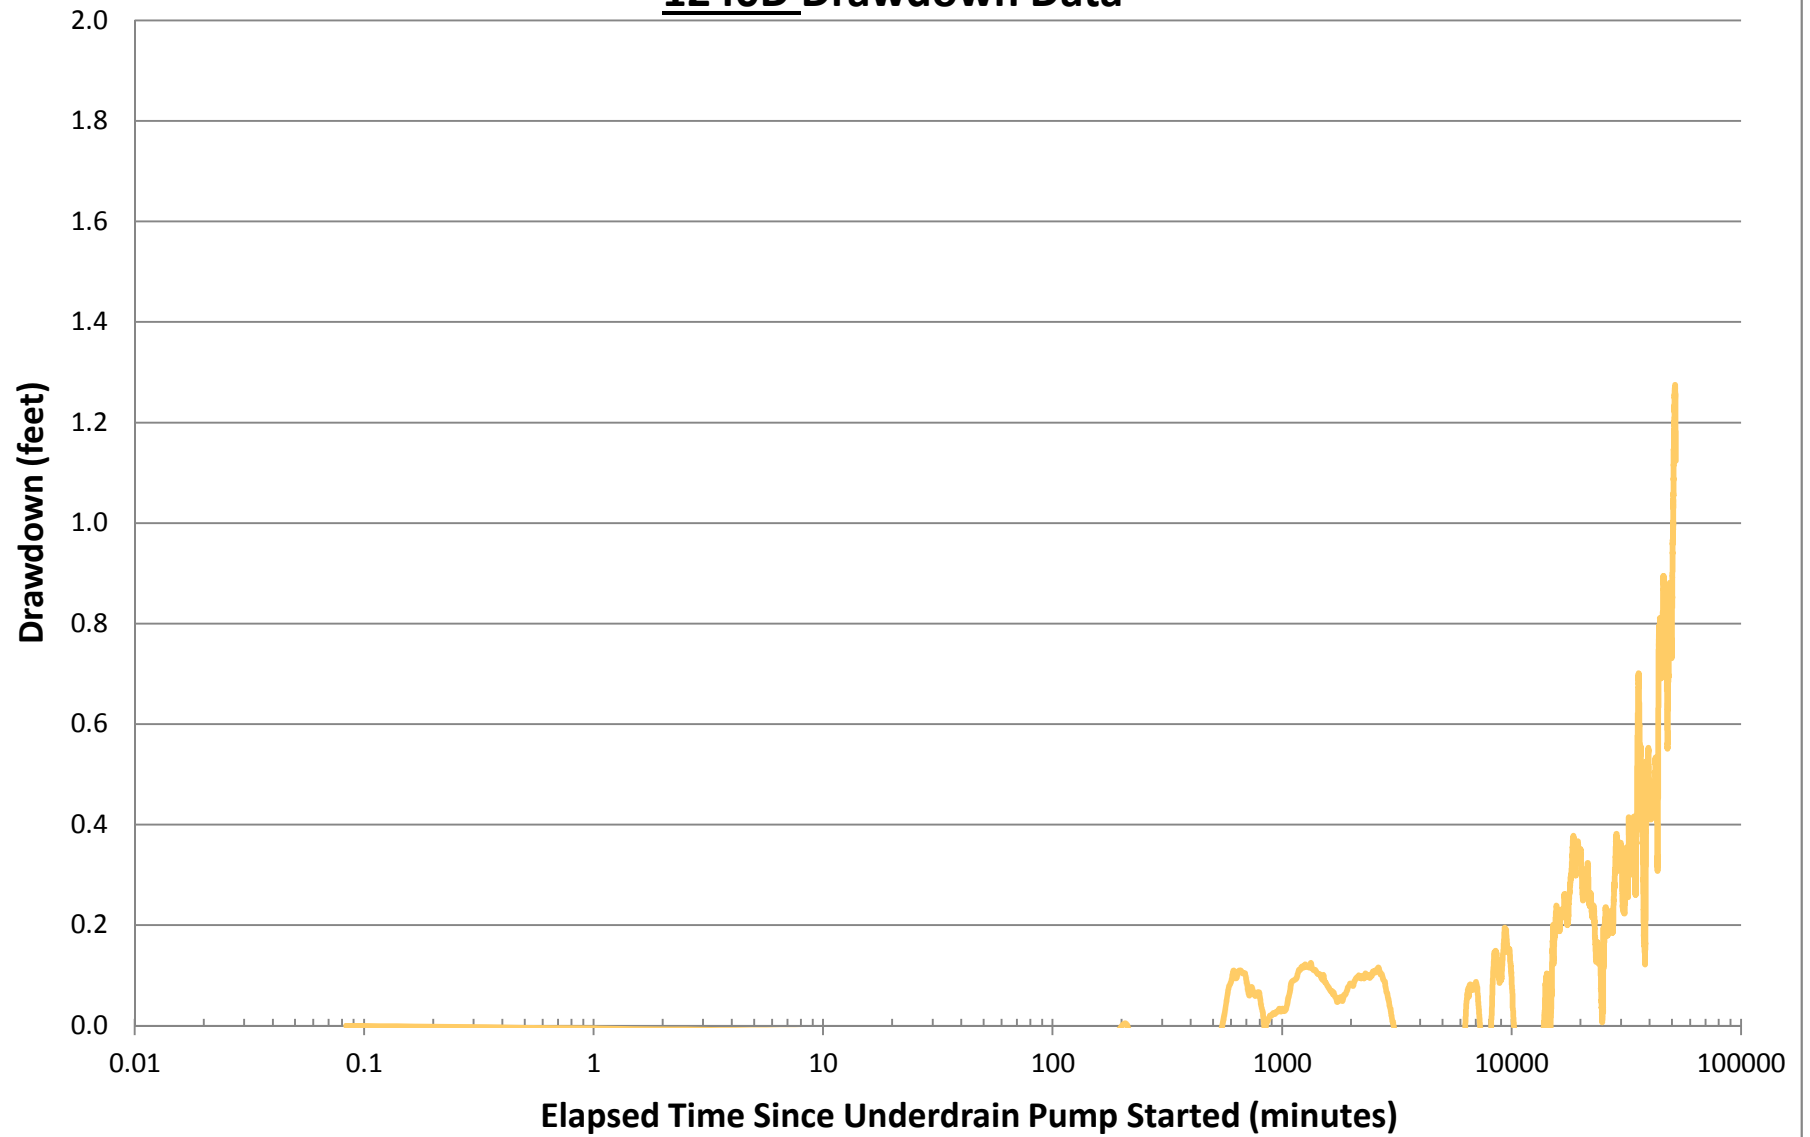 Drawdown Data
2.0
1.8
1.6
1.4
1.2
1.0
0.8
0.6
0.4
0.2
0.0
Drawdown (feet)
0.01 0.1 1 10 100 1000 10000 100000
Elapsed Time Since Underdrain Pump Started (minutes)